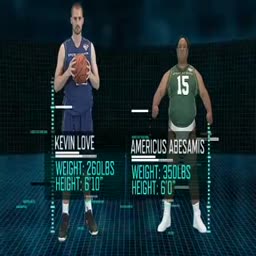 KEVIN LOVE
WEIGHT: 260LBS
HEIGHT: 6'10"
15
AMERICUS ABESAMIS
WEIGHT: 350LBS
HEIGHT: 6'0"